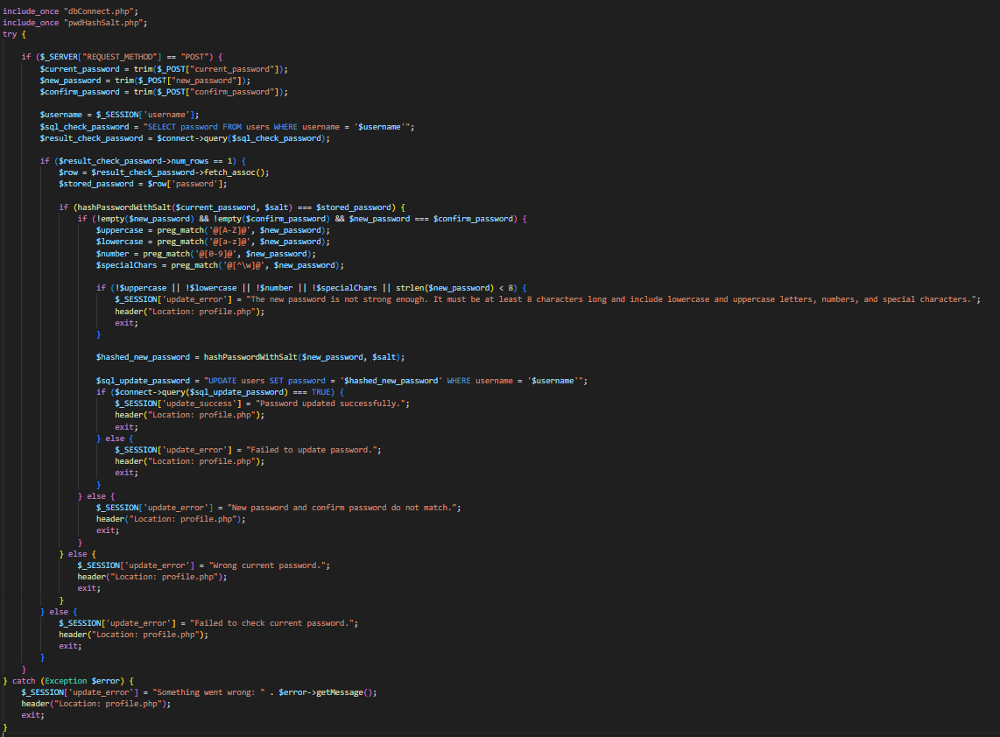 include_once "dbConnect.php";
include_once "pwdHashSalt.php";
try {
if ($_SERVER["REQUEST_METHOD"] == "POST") {
$current_password = trim($_POST["current_password"]);
$new_password = trim($_POST["new_password"]);
$confirm_password = trim($_POST["confirm_password"]);
$username = $_SESSION['username'];
$sql_check_password = "SELECT password FROM users WHERE username = '$username'";
$result_check_password = $connect->query($sql_check_password);
if ($result_check_password->num_rows == 1) {
$row = $result_check_password->fetch_assoc();
$stored_password = $row['password'];
if (hashPasswordWithSalt($current_password, $salt) === $stored_password) {
if (!empty($new_password) && !empty($confirm_password) && $new_password === $confirm_password) {
$uppercase = preg_match('@[A-Z]@', $new_password);
$lowercase = preg_match('@[a-z]@', $new_password);
$number = preg_match('@[0-9]@', $new_password);
$specialChars = preg_match('@[^\w]@', $new_password);
if (!$uppercase || !$lowercase || !$number || !$specialChars || strlen($new_password) < 8) {
$_SESSION['update_error'] = "The new password is not strong enough. It must be at least 8 characters long and include lowercase and uppercase letters, numbers, and special characters.";
header("Location: profile.php");
exit;
}
$hashed_new_password = hashPasswordWithSalt($new_password, $salt);
$sql_update_password = "UPDATE users SET password = '$hashed_new_password' WHERE username = '$username'";
if ($connect->query($sql_update_password) === TRUE) {
$_SESSION['update_success'] = "Password updated successfully.";
header("Location: profile.php");
exit;
} else {
$_SESSION['update_error'] = "Failed to update password.";
header("Location: profile.php");
exit;
}
} else {
$_SESSION['update_error'] = "New password and confirm password do not match.";
header("Location: profile.php");
exit;
}
} else {
$_SESSION['update_error'] = "Wrong current password.";
header("Location: profile.php");
exit;
}
} else {
$_SESSION['update_error'] = "Failed to check current password.";
header("Location: profile.php");
exit;
}
}
} catch (Exception $error) {
$_SESSION['update_error'] = "Something went wrong: " . $error->getMessage();
header("Location: profile.php");
exit;
}